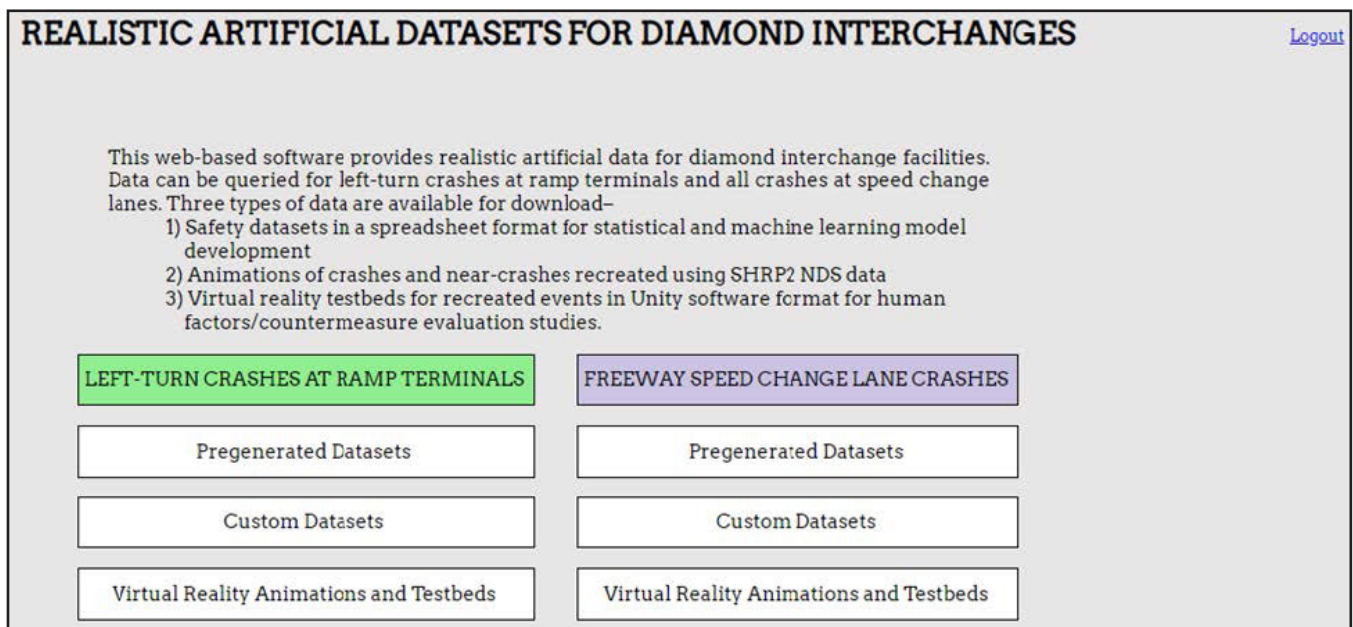 REALISTIC ARTIFICIAL DATASETS FOR DIAMOND INTERCHANGES
Logout
This web-based software provides realistic artificial data for diamond interchange facilities.
Data can be queried for left-turn crashes at ramp terminals and all crashes at speed change
lanes. Three types of data are available for download–
1) Safety datasets in a spreadsheet format for statistical and machine learning model
development
2) Animations of crashes and near-crashes recreated using SHRP2 NDS data
3) Virtual reality testbeds for recreated events in Unity software format for human
factors/countermeasure evaluation studies.
LEFT-TURN CRASHES AT RAMP TERMINALS
FREEWAY SPEED CHANGE LANE CRASHES
Pregenerated Datasets
Pregenerated Datasets
Custom Datasets
Custom Datasets
Virtual Reality Animations and Testbeds
Virtual Reality Animations and Testbeds